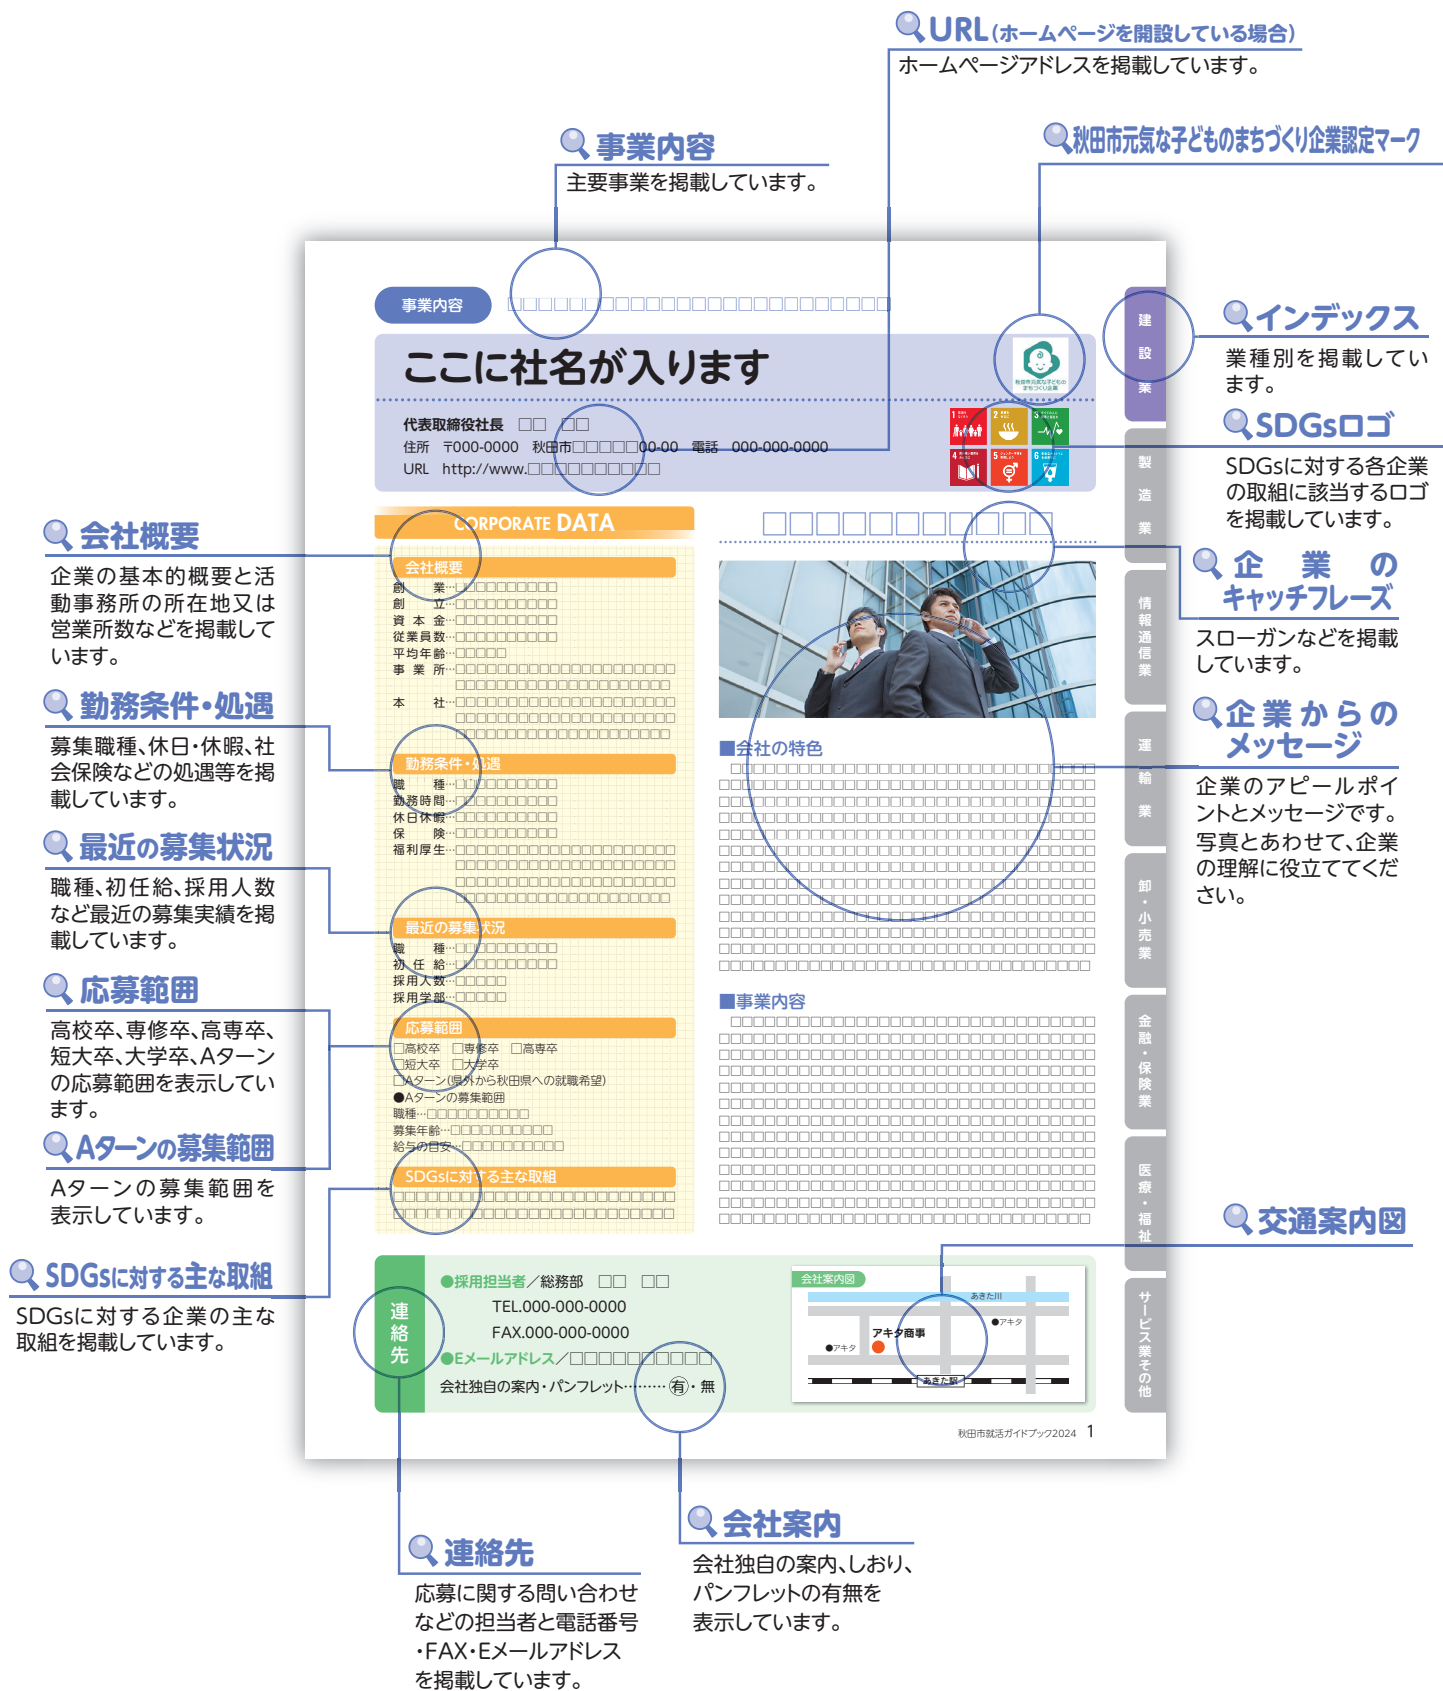 URL(ホームページを開設している場合)
ホームページアドレスを掲載しています。
事業内容
主要事業を掲載しています。
秋田市元気な子どものまちづくり企業認定マーク
事業内容 □□□□□□□□□□□□□□□□□□□□□□□□□
ここに社名が入ります
秋田市元気な子どもの
まちづくり企業
代表取締役社長 □□ □□
住所 〒000-0000 秋田市□□□□□00-00 電話 000-000-0000
URL http://www.□□□□□□□□□□
1
2
3
4
5
6
建設業
製造業
情報通信業
運輸業
卸・小売業
金融・保険業
医療・福祉
サービス業その他
インデックス
業種別を掲載してい
ます。
SDGsロゴ
SDGsに対する各企業
の取組に該当するロゴ
を掲載しています。
企業の
キャッチフレーズ
スローガンなどを掲載
しています。
企業からの
メッセージ
企業のアピールポイ
ントとメッセージです。
写真とあわせて、企業
の理解に役立ててくだ
さい。
交通案内図
会社概要
企業の基本的概要と活
動事務所の所在地又は
営業所数などを掲載して
います。
勤務条件・処遇
募集職種、休日・休暇、社
会保険などの処遇等を掲
載しています。
最近の募集状況
職種、初任給、採用人数
など最近の募集実績を掲
載しています。
応募範囲
高校卒、専修卒、高専卒、
短大卒、大学卒、Aターン
の応募範囲を表示してい
ます。
Aターンの募集範囲
Aターンの募集範囲を
表示しています。
SDGsに対する主な取組
SDGsに対する企業の主な
取組を掲載しています。
CORPORATE DATA
会社概要
創業…□□□□□□□□□□
創立…□□□□□□□□□□
資本金…□□□□□□□□□□
従業員数…□□□□□□□□□□
平均年齢…□□□□□
事業所…□□□□□□□□□□□□□□□□□□□□□
本社…□□□□□□□□□□□□□□□□□□□□□
勤務条件・処遇
職種…□□□□□□□□□□
勤務時間…□□□□□□□□□□
休日休暇…□□□□□□□□□□
保険…□□□□□□□□□□
福利厚生…□□□□□□□□□□□□□□□□□□□□□
最近の募集状況
職種…□□□□□□□□□□
初任給…□□□□□□□□□□
採用人数…□□□□□
採用学部…□□□□□
応募範囲
□高校卒 □専修卒 □高専卒
□短大卒 □大学卒
□Aターン(県外から秋田県への就職希望)
●Aターンの募集範囲
職種…□□□□□□□□□□
募集年齢…□□□□□□□□□□
給与の目安…□□□□□□□□□□
SDGsに対する主な取組
□□□□□□□□□□□
■会社の特色
■事業内容
連絡先
●採用担当者／総務部 □□ □□
TEL.000-000-0000
FAX.000-000-0000
●Eメールアドレス／□□□□□□□□□□
会社独自の案内・パンフレット………㊒・無
会社案内図
あきた川
●アキタ
アキタ商事
●アキタ
あきた駅
秋田市就活ガイドブック2024 1
連絡先
応募に関する問い合わせ
などの担当者と電話番号
・FAX・Eメールアドレス
を掲載しています。
会社案内
会社独自の案内、しおり、
パンフレットの有無を
表示しています。